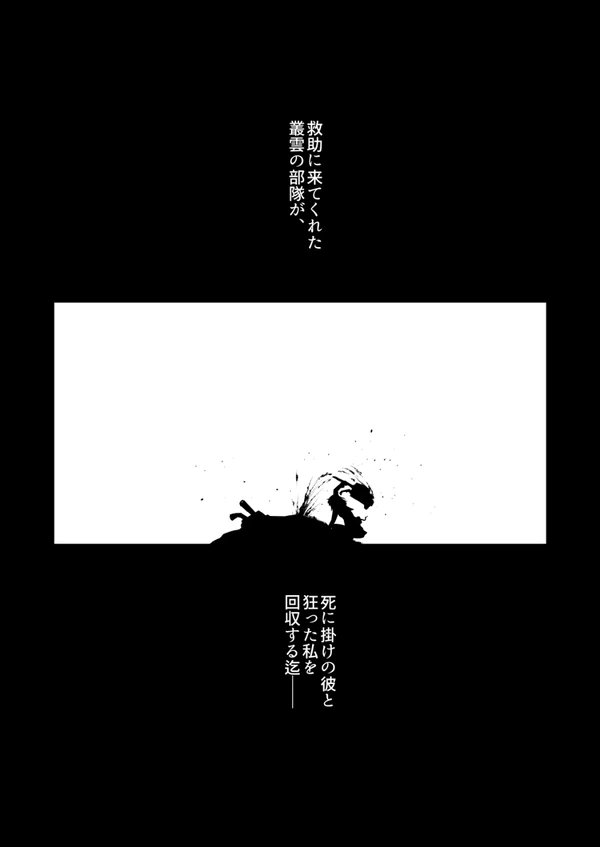 救助に来てくれた
叢雲の部隊が、
死に掛けの彼と
狂った私を
回収する迄──